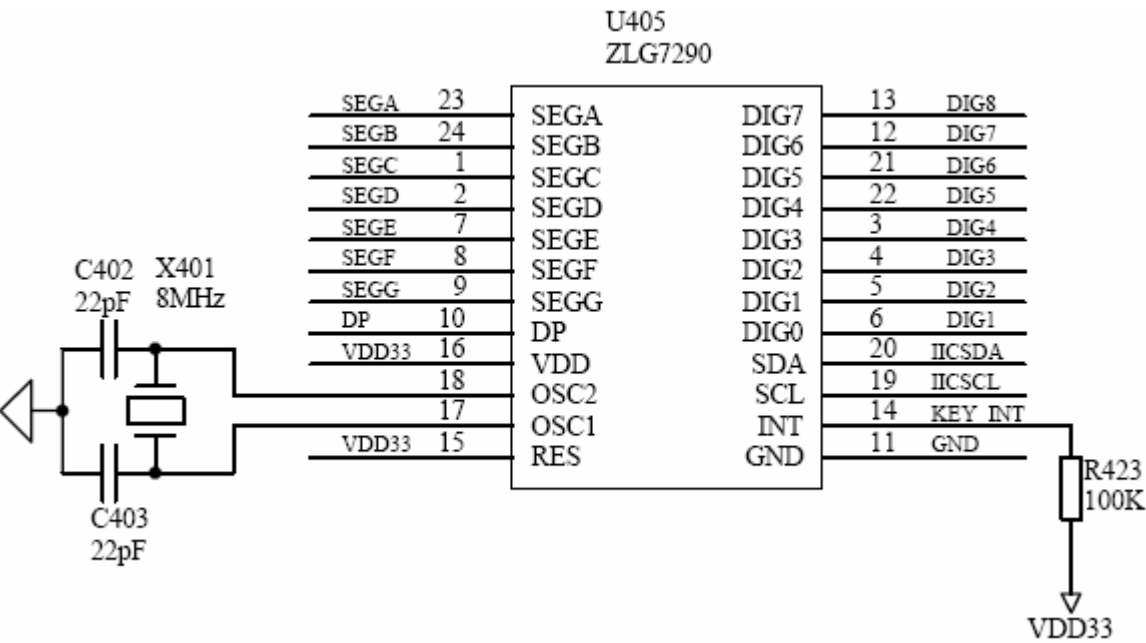 U405
ZLG7290
SEGA 23 SEGA DIG7 13 DIG8
SEGB 24 SEGB DIG6 12 DIG7
SEGC 1 SEGC DIG5 21 DIG6
SEGD 2 SEGD DIG4 22 DIG5
SEGE 7 SEGE DIG3 3 DIG4
SEGF 8 SEGF DIG2 4 DIG3
SEGG 9 SEGG DIG1 5 DIG2
DP 10 DP DIG0 6 DIG1
VDD33 16 VDD SDA 20 IICSDA
18 OSC2 SCL 19 IICSCL
17 OSC1 INT 14 KEY_INT
VDD33 15 RES GND 11 GND
C402
22pF
X401
8MHz
C403
22pF
R423
100K
VDD33